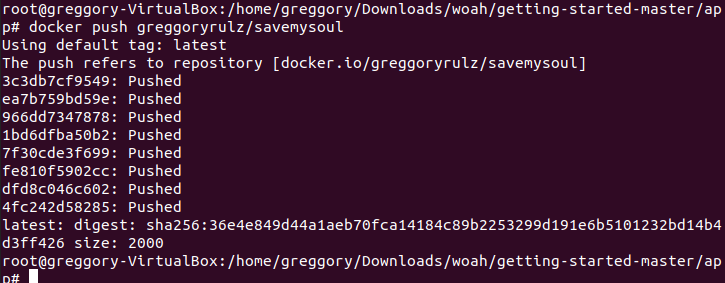 root@greggory-VirtualBox:/home/greggory/Downloads/woah/getting-started-master/ap
p# docker push greggoryrulz/savemysoul
Using default tag: latest
The push refers to repository [docker.io/greggoryrulz/savemysoul]
3c3db7cf9549: Pushed
ea7b759bd59e: Pushed
966dd7347878: Pushed
1bd6dfba50b2: Pushed
7f30cde3f699: Pushed
fe810f5902cc: Pushed
dfd8c046c602: Pushed
4fc242d58285: Pushed
latest: digest: sha256:36e4e849d44a1aeb70fca14184c89b2253299d191e6b5101232bd14b4
d3ff426 size: 2000
root@greggory-VirtualBox:/home/greggory/Downloads/woah/getting-started-master/ap
p#